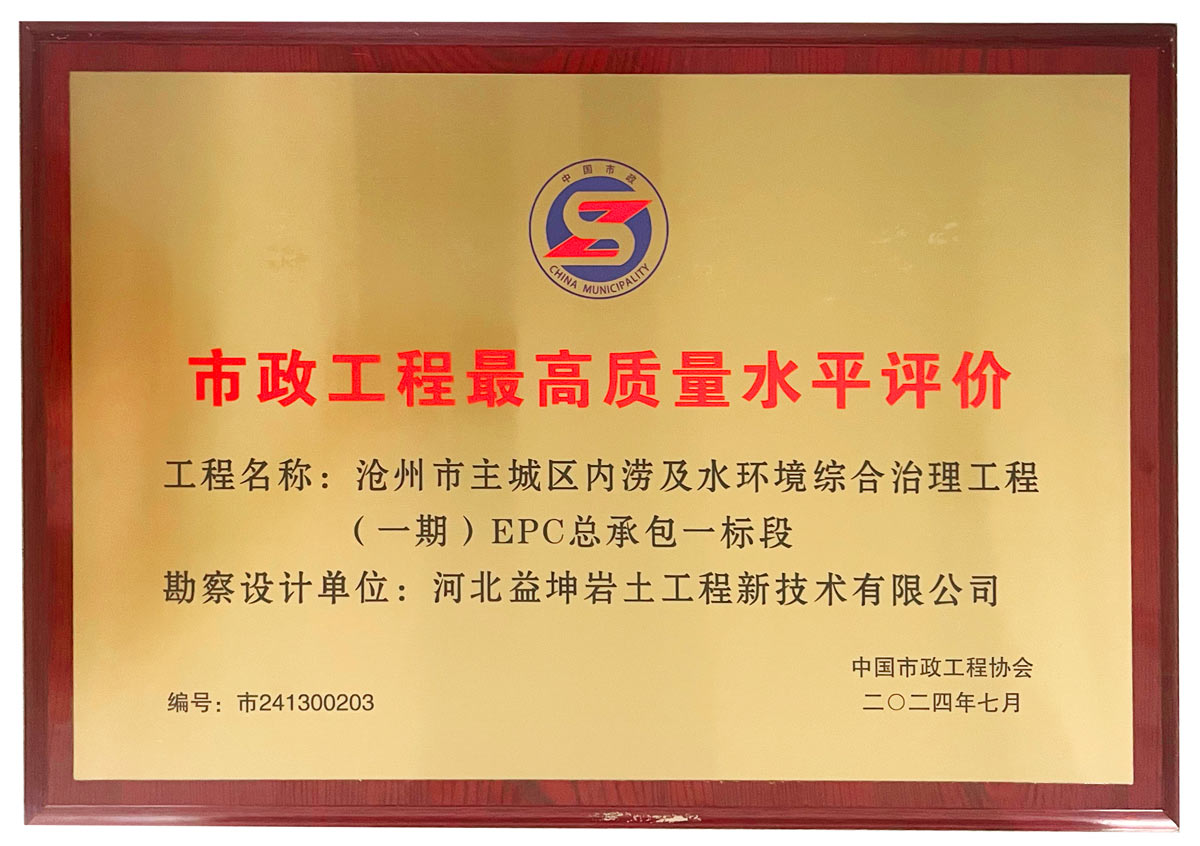 中国市政
CHINA MUNICIPALITY
市政工程最高质量水平评价
工程名称：沧州市主城区内涝及水环境综合治理工程
（一期）EPC总承包一标段
勘察设计单位：河北益坤岩土工程新技术有限公司
中国市政工程协会
编号：市241300203
二〇二四年七月